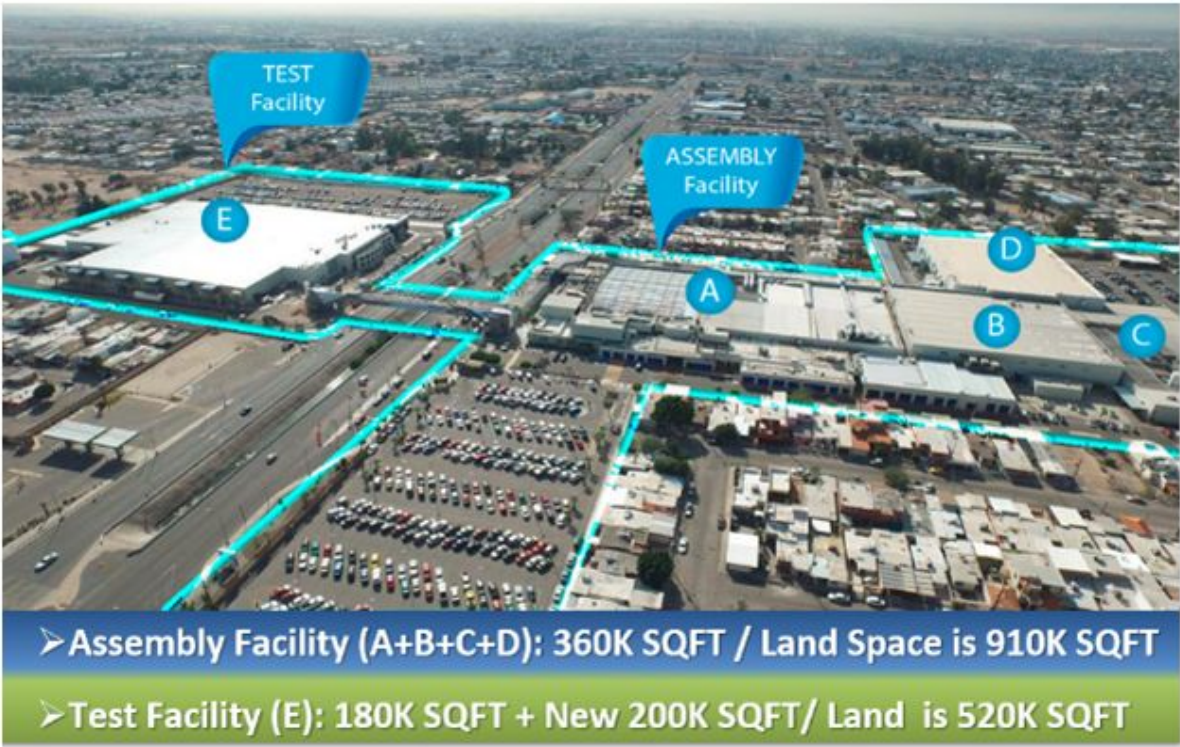 TEST
Facility
ASSEMBLY
Facility
E
D
A
B
C
➢Assembly Facility (A+B+C+D): 360K SQFT / Land Space is 910K SQFT
➢Test Facility (E): 180K SQFT + New 200K SQFT/ Land is 520K SQFT